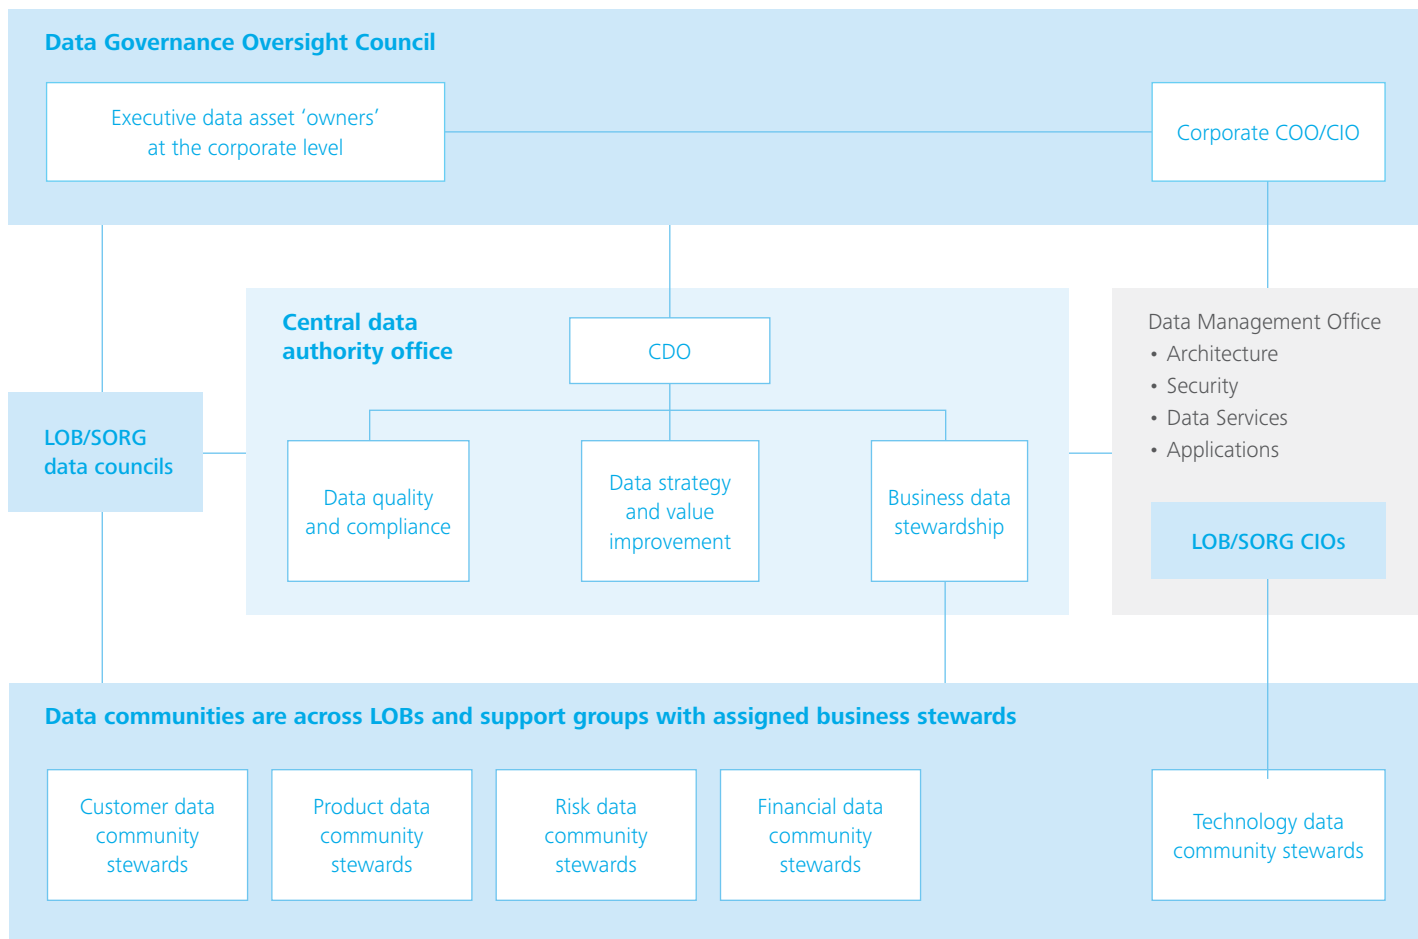 Data Governance Oversight Council
Executive data asset ‘owners’
at the corporate level
Corporate COO/CIO
Central data
authority office
CDO
Data Management Office
• Architecture
• Security
• Data Services
• Applications
LOB/SORG
data councils
Data quality
and compliance
Data strategy
and value
improvement
Business data
stewardship
LOB/SORG CIOs
Data communities are across LOBs and support groups with assigned business stewards
Customer data
community
stewards
Product data
community
stewards
Risk data
community
stewards
Financial data
community
stewards
Technology data
community stewards